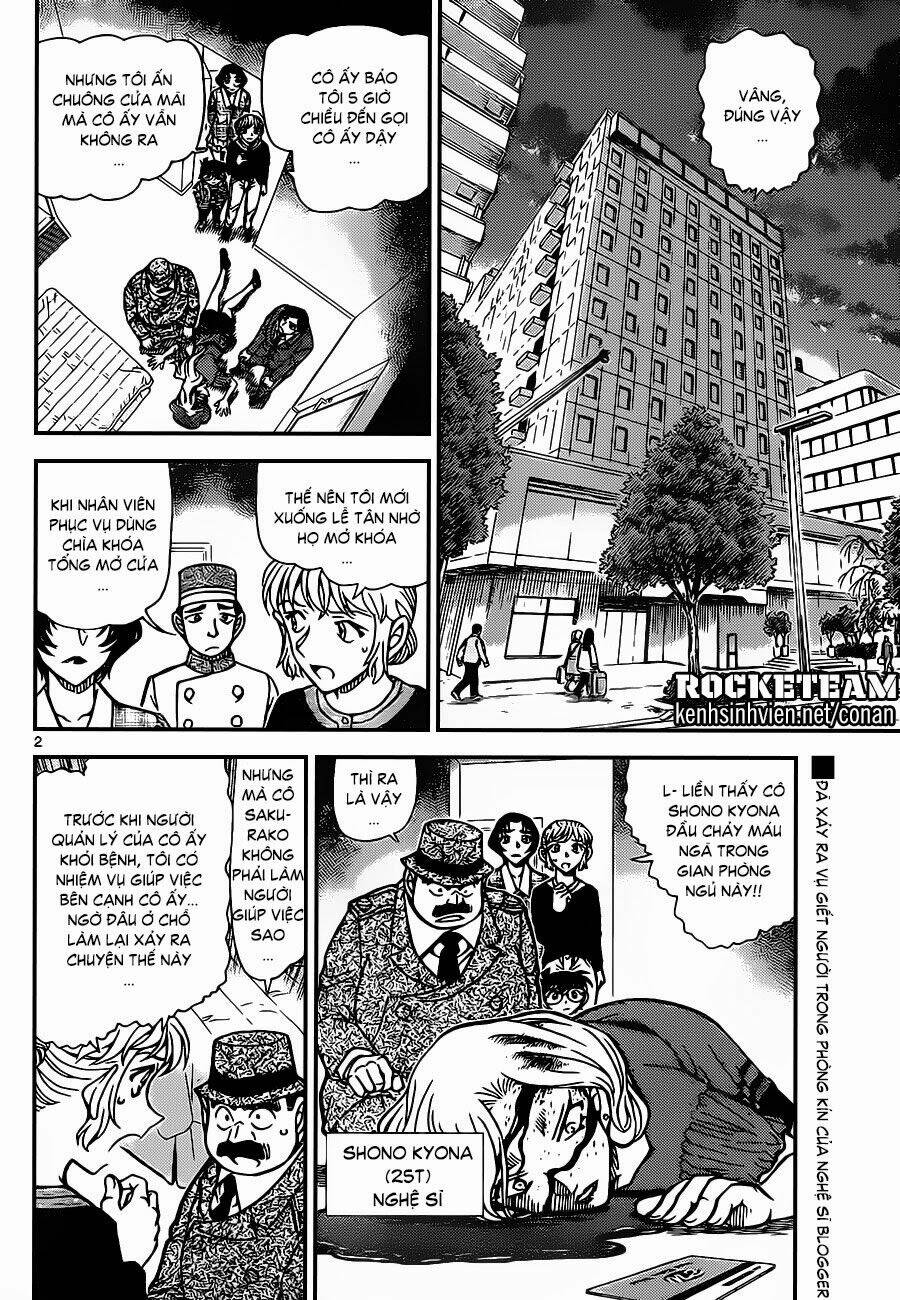 VÂNG,
ĐÚNG VẬY
...
CÔ ẤY BẢO
TÔI 5 GIỜ
CHIỀU ĐẾN GỌI
CÔ ẤY DẬY
...
NHƯNG TÔI ẤN
CHUÔNG CỬA MÃI
MÀ CÔ ẤY VẪN
KHÔNG RA
...
THẾ NÊN TÔI MỚI
XUỐNG LỄ TÂN NHỜ
HỌ MỞ KHÓA
...
KHI NHÂN VIÊN
PHỤC VỤ DÙNG
CHÌA KHÓA
TỔNG MỞ CỬA
...
ROCKETEAM
kenhsinhvien.net/conan
2
ĐÃ XẢY RA VỤ GIẾT NGƯỜI TRONG PHÒNG KÍN CỦA NGHỆ SĨ BLOGGER
L- LIỀN THẤY CÔ
SHONO KYONA
ĐẦU CHẢY MÁU
NGÃ TRONG
GIAN PHÒNG
NGỦ NÀY!!
THÌ RA
LÀ VẬY
...
SHONO KYONA
(25T)
NGHỆ SĨ
NHƯNG
MÀ CÔ
SAKU-
RAKO
KHÔNG
PHẢI LÀM
NGƯỜI
GIÚP VIỆC
SAO
...
TRƯỚC KHI NGƯỜI
QUẢN LÝ CỦA CÔ ẤY
KHỎI BỆNH, TÔI CÓ
NHIỆM VỤ GIÚP VIỆC
BÊN CẠNH CÔ ẤY...
NGỜ ĐÂU Ở CHỖ
LÀM LẠI XẢY RA
CHUYỆN THẾ NÀY
...